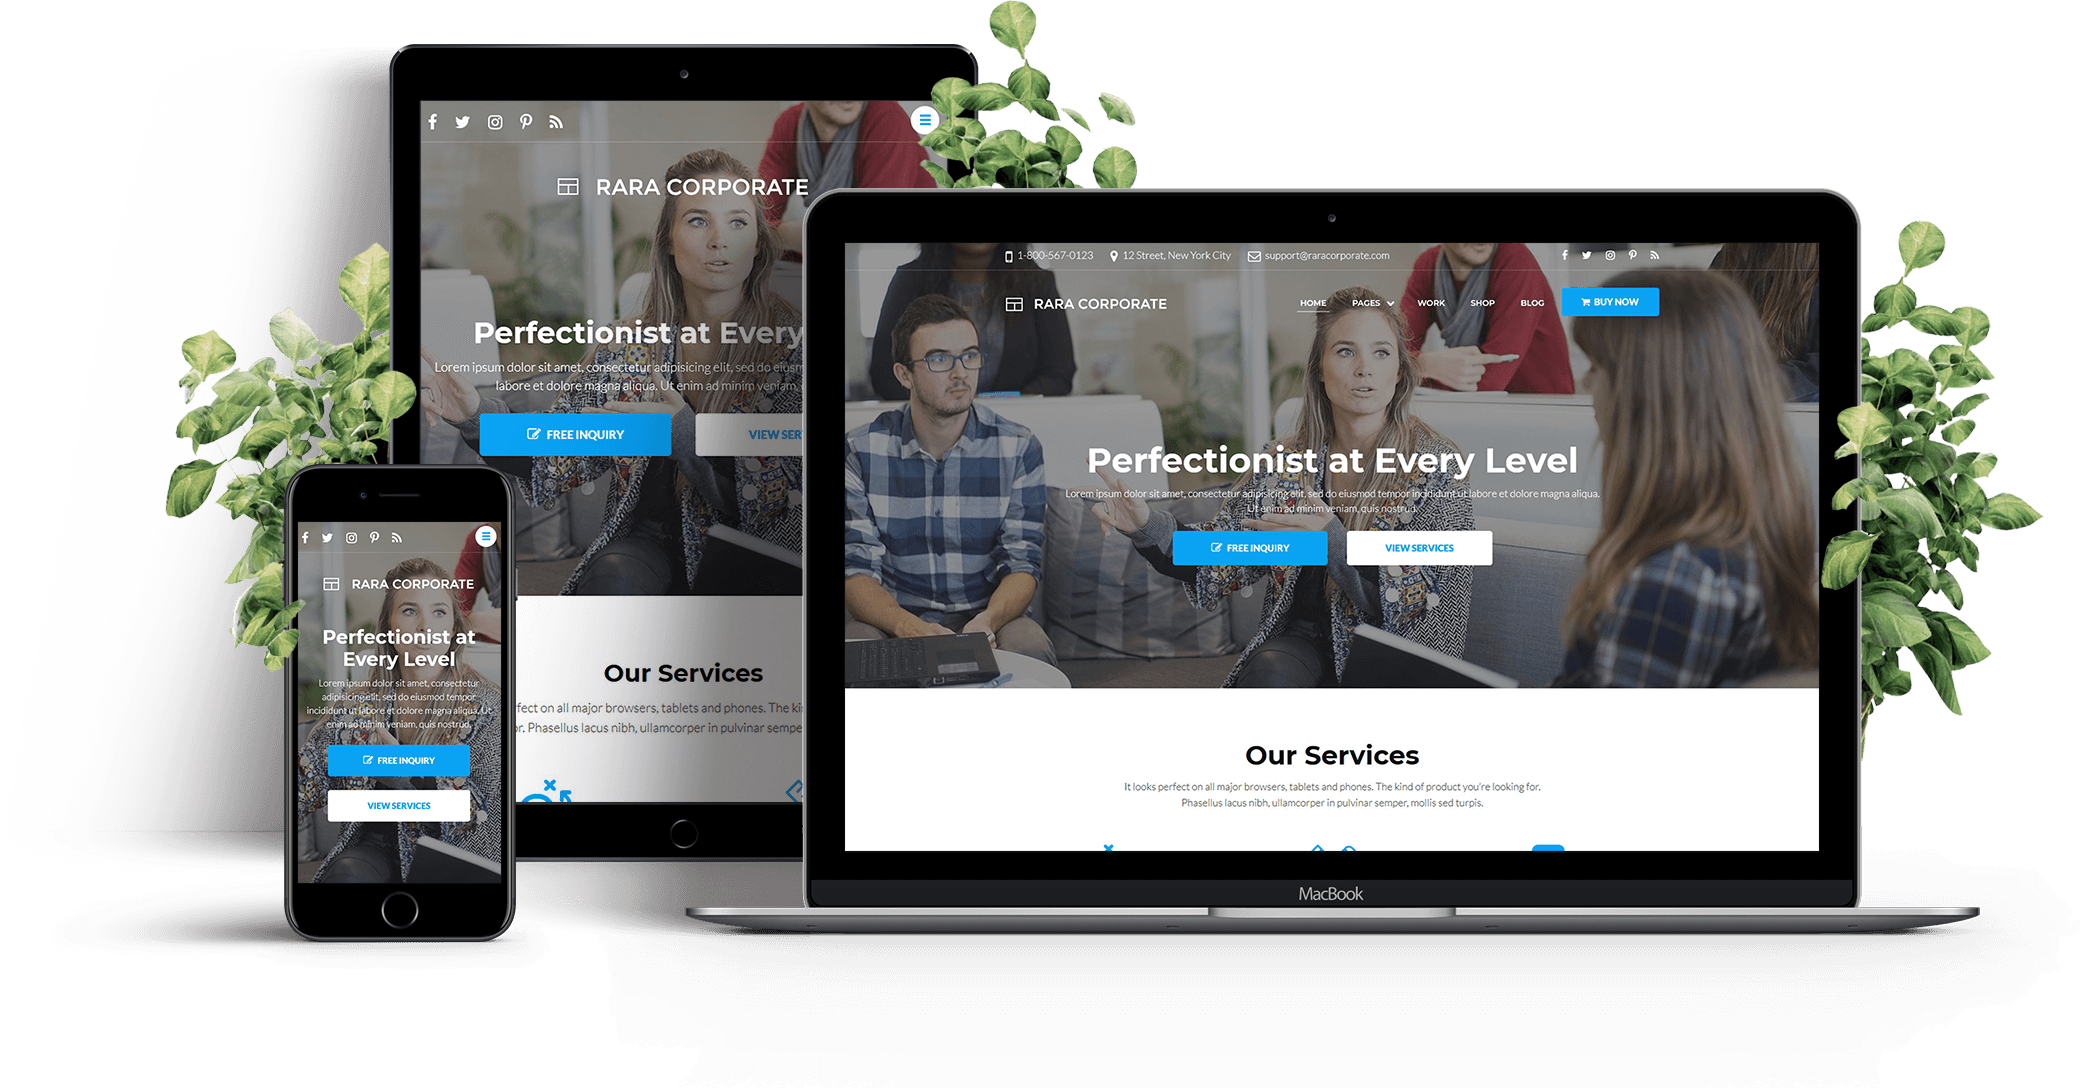 RARA CORPORATE
Perfectionist at Every
Lorem ipsum dolor sit amet, consectetur adipisicing elit, sed do eiusm
labore et dolore magna aliqua. Ut enim ad minim veniam,
FREE INQUIRY
VIEW SER
Our Services
fect on all major browsers, tablets and phones. The ki
or. Phasellus lacus nibh, ullamcorper in pulvinar sempe
RARA CORPORATE
Perfectionist at
Every Level
Lorem ipsum dolor sit amet, consectetur
adipisicing elit, sed do eiusmod tempor
incididunt ut labore et dolore magna aliqua. Ut
enim ad minim veniam, quis nostrud.
FREE INQUIRY
VIEW SERVICES
1-800-567-0123 12 Street, New York City support@raracorporate.com
RARA CORPORATE HOME PAGES WORK SHOP BLOG BUY NOW
Perfectionist at Every Level
Lorem ipsum dolor sit amet, consectetur adipisicing elit, sed do eiusmod tempor incididunt ut labore et dolore magna aliqua.
Ut enim ad minim veniam, quis nostrud.
FREE INQUIRY VIEW SERVICES
Our Services
It looks perfect on all major browsers, tablets and phones. The kind of product you're looking for.
Phasellus lacus nibh, ullamcorper in pulvinar semper, mollis sed turpis.
MacBook